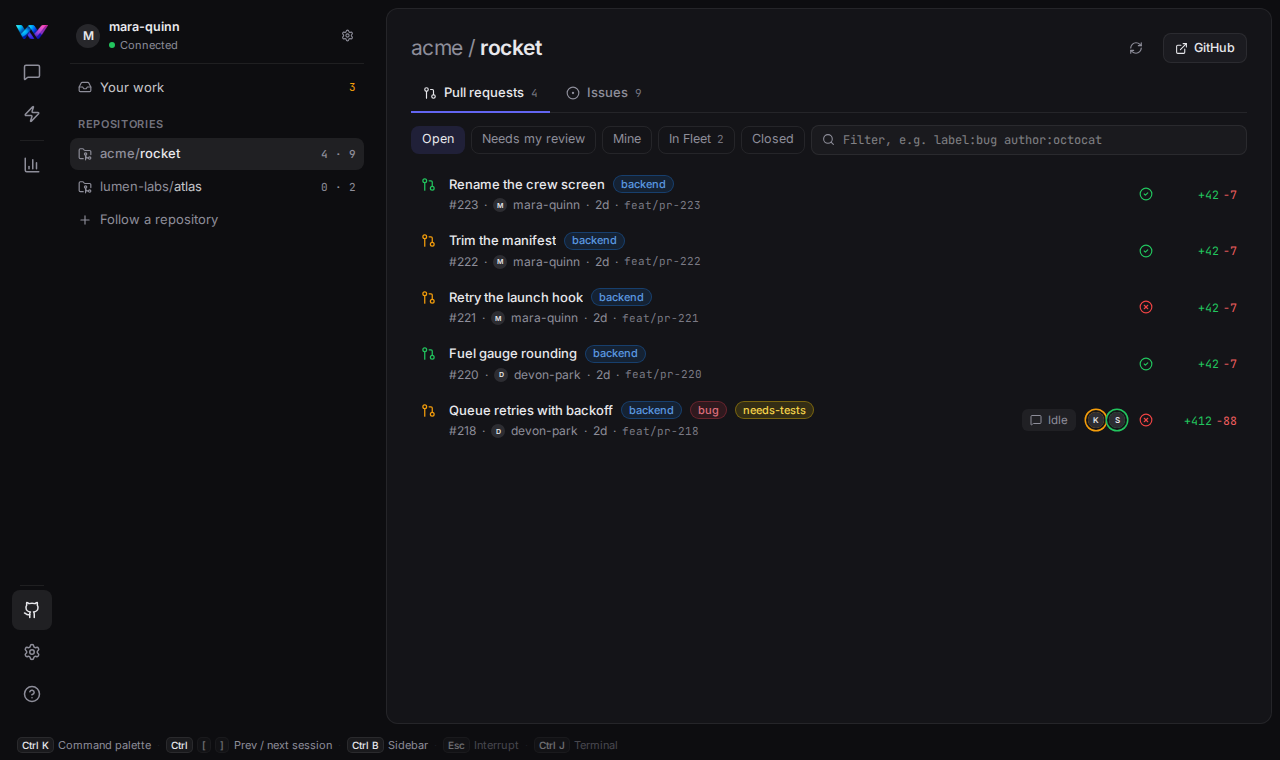 M mara-quinn
Connected
Your work 3
REPOSITORIES
acme/rocket 4 · 9
lumen-labs/atlas 0 · 2
Follow a repository
acme / rocket
GitHub
Pull requests 4 Issues 9
Open Needs my review Mine In Fleet 2 Closed Filter, e.g. label:bug author:octocat
Rename the crew screen backend
#223 · M mara-quinn · 2d · feat/pr-223
+42 -7
Trim the manifest backend
#222 · M mara-quinn · 2d · feat/pr-222
+42 -7
Retry the launch hook backend
#221 · M mara-quinn · 2d · feat/pr-221
+42 -7
Fuel gauge rounding backend
#220 · D devon-park · 2d · feat/pr-220
+42 -7
Queue retries with backoff backend bug needs-tests
#218 · D devon-park · 2d · feat/pr-218
Idle K S +412 -88
Ctrl K Command palette Ctrl [ ] Prev / next session Ctrl B Sidebar Esc Interrupt Ctrl J Terminal